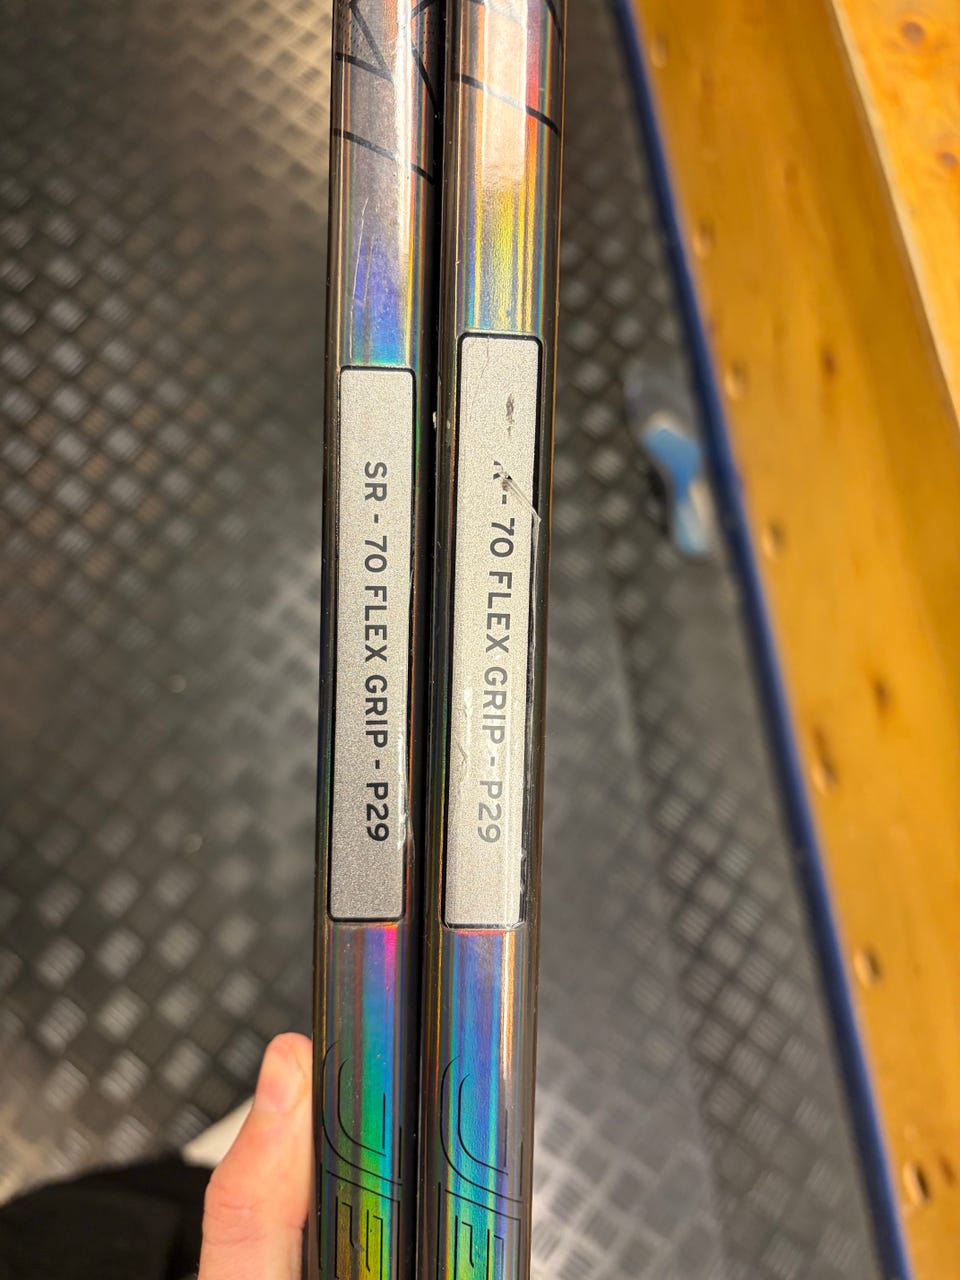 SR - 70 FLEX GRIP - P29
- 70 FLEX GRIP - P29